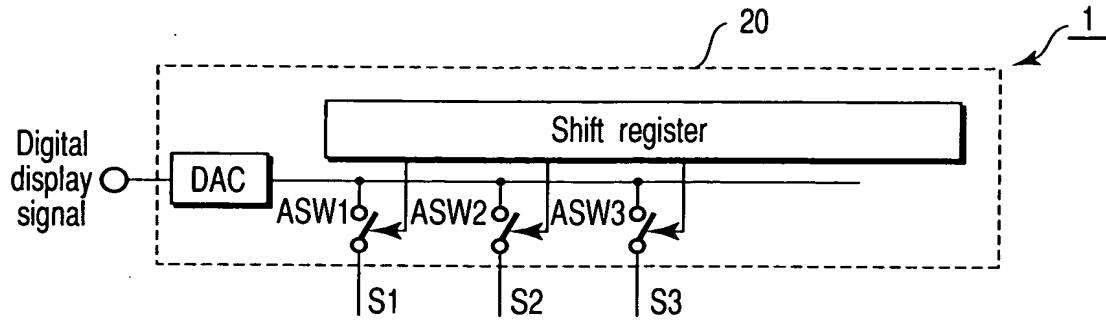 20
1
Shift register
Digital
display
signal
DAC
ASW1
ASW2
ASW3
S1
S2
S3